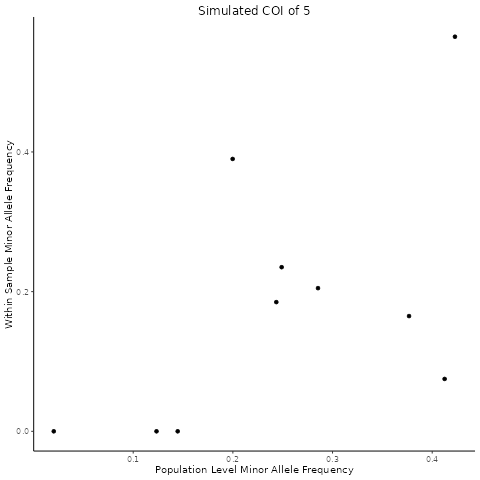 Simulated COI of 5
Within Sample Minor Allele Frequency
0.4
0.2
0.0
0.1 0.2 0.3 0.4
Population Level Minor Allele Frequency